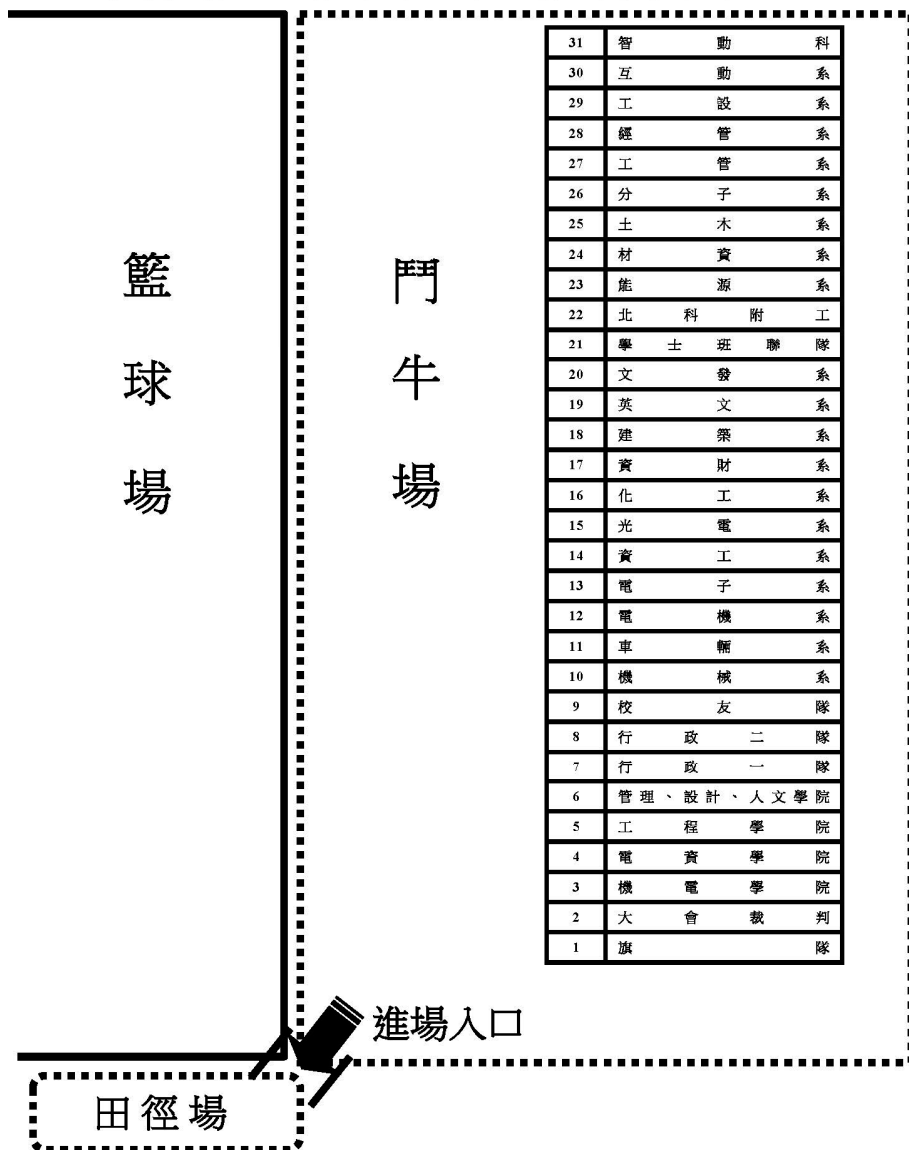 31 智動科
30 互動系
29 工設系
28 經管系
27 工管系
26 分子系
25 土木系
24 材資系
23 能源系
22 北科附工
21 學士班聯隊
20 文發系
19 英文系
18 建築系
17 資財系
16 化工系
15 光電系
14 資工系
13 電子系
12 電機系
11 車輛系
10 機械系
9 校友隊
8 行政二隊
7 行政一隊
6 管理、設計、人文學院
5 工程學院
4 電資學院
3 機電學院
2 大會裁判
1 旗隊
籃球場
鬥牛場
進場入口
田徑場